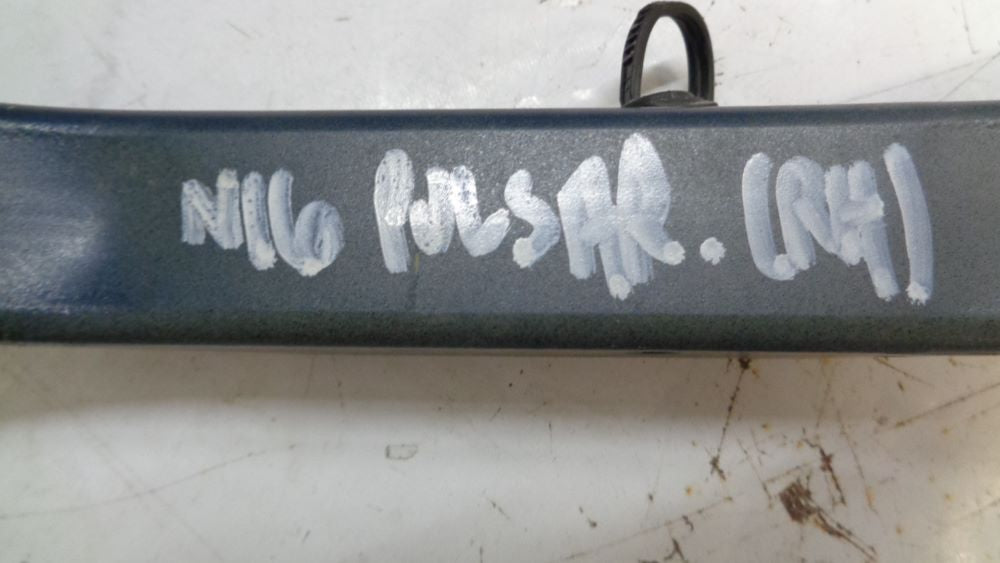 N16 PULSAR. (RH)